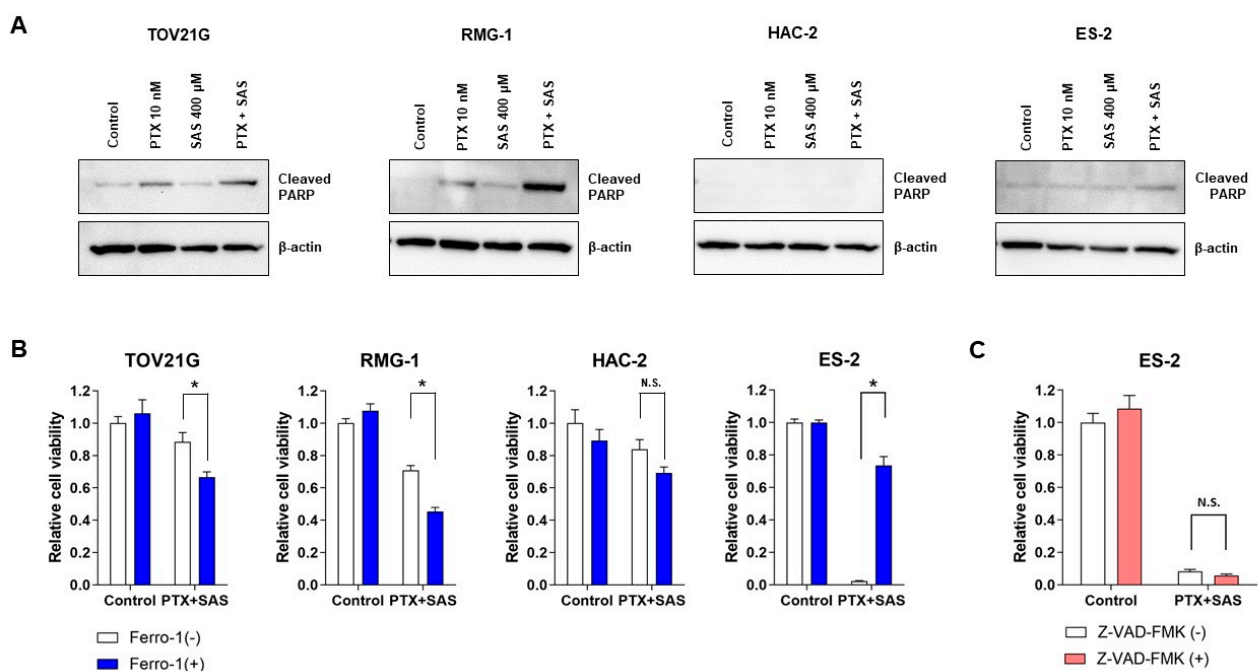 A
TOV21G
RMG-1
HAC-2
ES-2
Control
PTX 10 nM
SAS 400 µM
PTX + SAS
Control
PTX 10 nM
SAS 400 µM
PTX + SAS
Control
PTX 10 nM
SAS 400 µM
PTX + SAS
Control
PTX 10 nM
SAS 400 µM
PTX + SAS
Cleaved
PARP
β-actin
Cleaved
PARP
β-actin
Cleaved
PARP
β-actin
Cleaved
PARP
β-actin
B
TOV21G
Relative cell viability
1.2
1.0
0.8
0.6
0.4
0.2
0.0
*
Control PTX+SAS
RMG-1
Relative cell viability
1.2
1.0
0.8
0.6
0.4
0.2
0.0
*
Control PTX+SAS
HAC-2
Relative cell viability
1.2
1.0
0.8
0.6
0.4
0.2
0.0
N.S.
Control PTX+SAS
ES-2
Relative cell viability
1.2
1.0
0.8
0.6
0.4
0.2
0.0
*
Control PTX+SAS
Ferro-1(-)
Ferro-1(+)
C
ES-2
Relative cell viability
1.2
1.0
0.8
0.6
0.4
0.2
0.0
N.S.
Control PTX+SAS
Z-VAD-FMK (-)
Z-VAD-FMK (+)